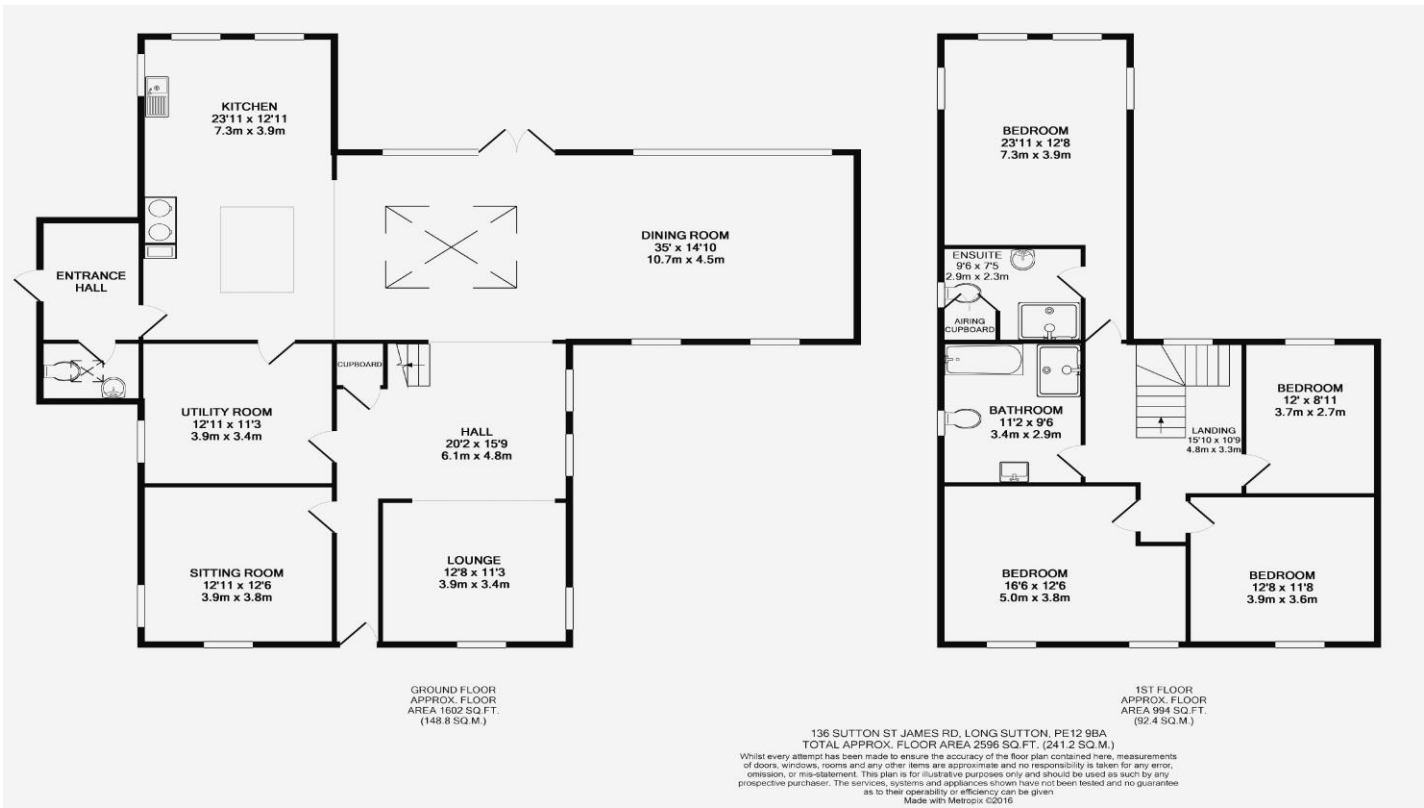 KITCHEN
23'11 x 12'11
7.3m x 3.9m
ENTRANCE
HALL
DINING ROOM
35' x 14'10
10.7m x 4.5m
UTILITY ROOM
12'11 x 11'3
3.9m x 3.4m
CUPBOARD
HALL
20'2 x 15'9
6.1m x 4.8m
SITTING ROOM
12'11 x 12'6
3.9m x 3.8m
LOUNGE
12'8 x 11'3
3.9m x 3.4m
GROUND FLOOR
APPROX. FLOOR
AREA 1602 SQ.FT.
(148.8 SQ.M.)
BEDROOM
23'11 x 12'8
7.3m x 3.9m
ENSUITE
9'6 x 7'5
2.9m x 2.3m
AIRING
CUPBOARD
BATHROOM
11'2 x 9'6
3.4m x 2.9m
LANDING
15'10 x 10'9
4.8m x 3.3m
BEDROOM
12' x 8'11
3.7m x 2.7m
BEDROOM
16'6 x 12'6
5.0m x 3.8m
BEDROOM
12'8 x 11'8
3.9m x 3.6m
1ST FLOOR
APPROX. FLOOR
AREA 994 SQ.FT.
(92.4 SQ.M.)
136 SUTTON ST JAMES RD, LONG SUTTON, PE12 9BA
TOTAL APPROX. FLOOR AREA 2596 SQ.FT. (241.2 SQ.M.)
Whilst every attempt has been made to ensure the accuracy of the floor plan contained here, measurements
of doors, windows, rooms and any other items are approximate and no responsibility is taken for any error,
omission, or mis-statement. This plan is for illustrative purposes only and should be used as such by any
prospective purchaser. The services, systems and appliances shown have not been tested and no guarantee
as to their operability or efficiency can be given
Made with Metropix ©2016